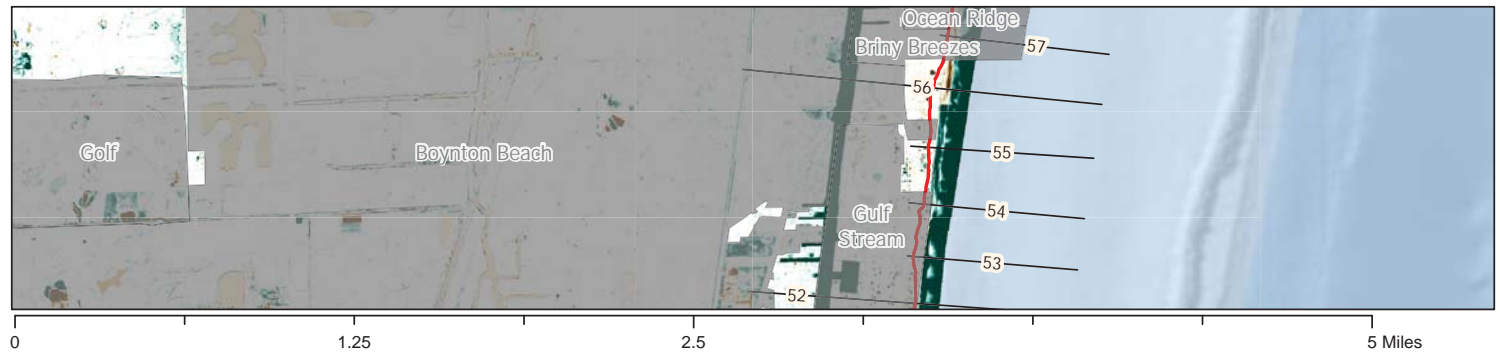 Ocean Ridge
Briny Breezes
57
56
Golf
Boynton Beach
55
Gulf
Stream
54
53
52
0
1.25
2.5
5 Miles